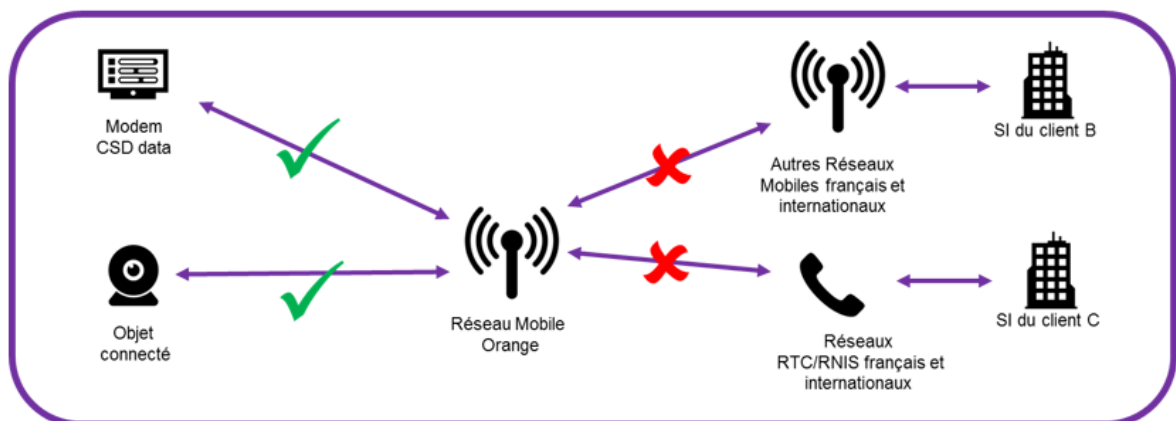 Modem
CSD data
Objet
connecté
Réseau Mobile
Orange
Autres Réseaux
Mobiles français et
internationaux
SI du client B
Réseaux
RTC/RNIS français et
internationaux
SI du client C